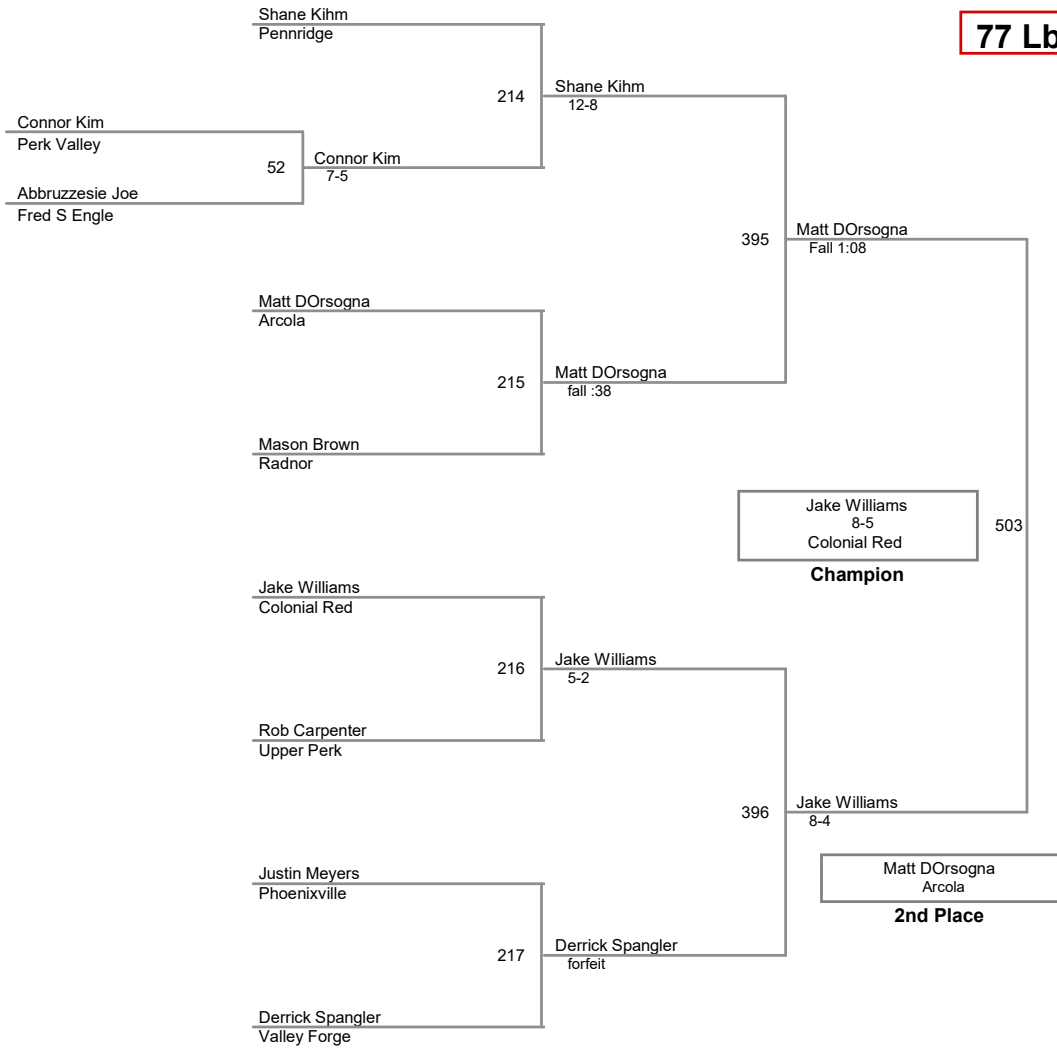 Shane Kihm
Pennridge
77 Lb
214
Shane Kihm
12-8
Connor Kim
Perk Valley
52
Connor Kim
7-5
Abbruzzesie Joe
Fred S Engle
395
Matt DOrsogna
Fall 1:08
Matt DOrsogna
Arcola
215
Matt DOrsogna
fall :38
Mason Brown
Radnor
Jake Williams
8-5
Colonial Red
503
Champion
Jake Williams
Colonial Red
216
Jake Williams
5-2
Rob Carpenter
Upper Perk
396
Jake Williams
8-4
Justin Meyers
Phoenixville
Matt DOrsogna
Arcola
2nd Place
217
Derrick Spangler
forfeit
Derrick Spangler
Valley Forge